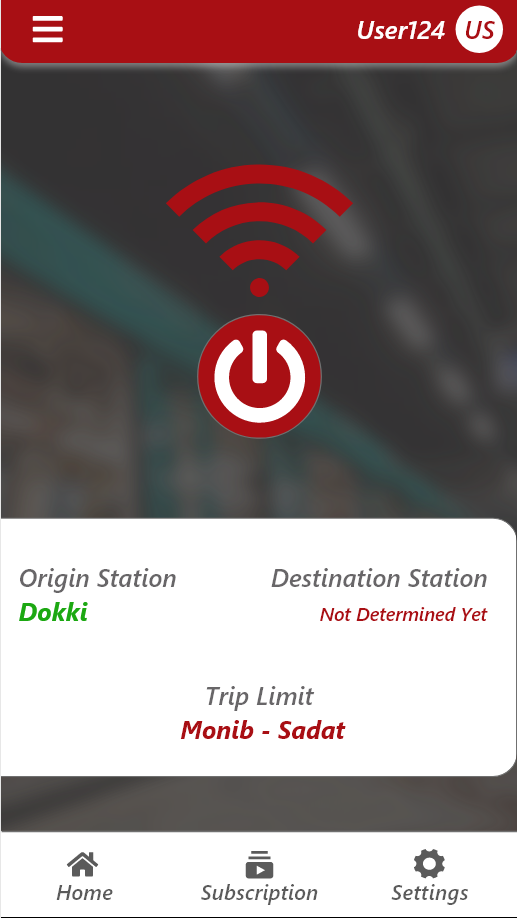 User124 US
Origin Station
Dokki
Destination Station
Not Determined Yet
Trip Limit
Monib - Sadat
Home
Subscription
Settings